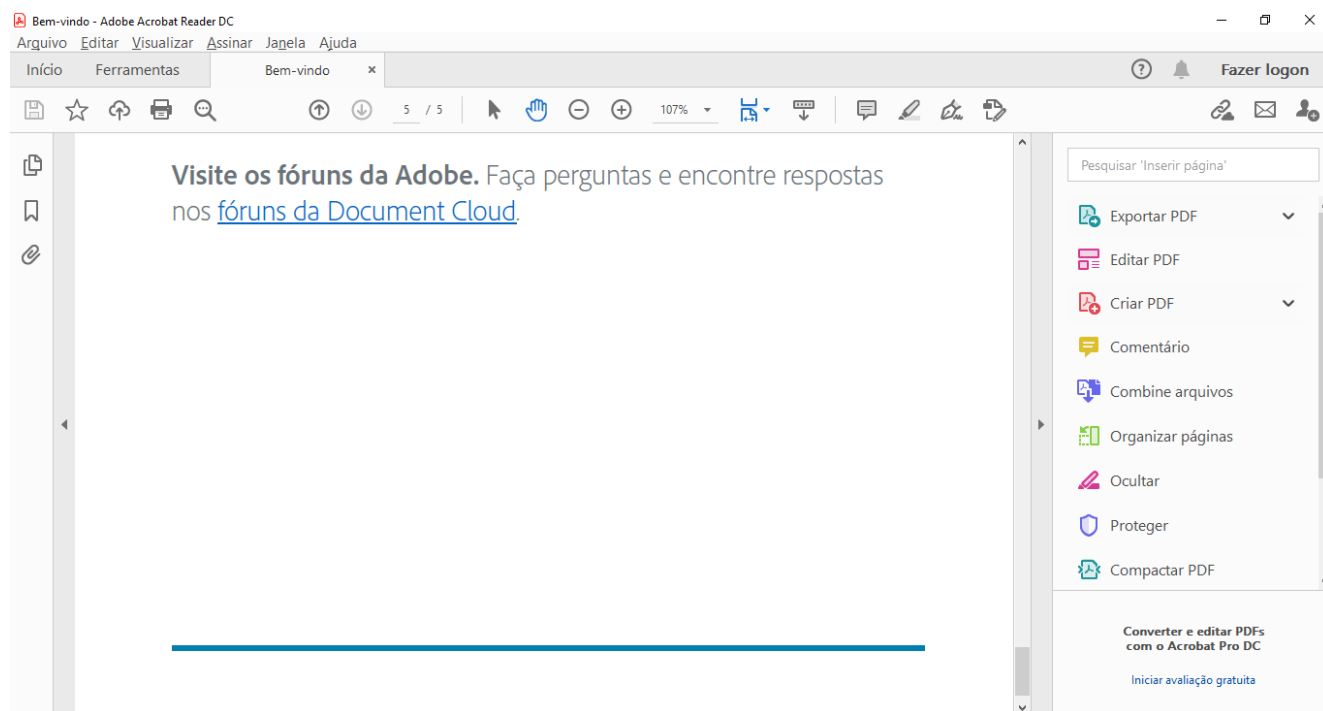 Bem-vindo - Adobe Acrobat Reader DC
Arquivo Editar Visualizar Assinar Janela Ajuda
Início Ferramentas Bem-vindo × Fazer logon
5 / 5 107%
Visite os fóruns da Adobe. Faça perguntas e encontre respostas
nos fóruns da Document Cloud.
Pesquisar 'Inserir página'
Exportar PDF
Editar PDF
Criar PDF
Comentário
Combine arquivos
Organizar páginas
Ocultar
Proteger
Compactar PDF
Converter e editar PDFs
com o Acrobat Pro DC
Iniciar avaliação gratuita